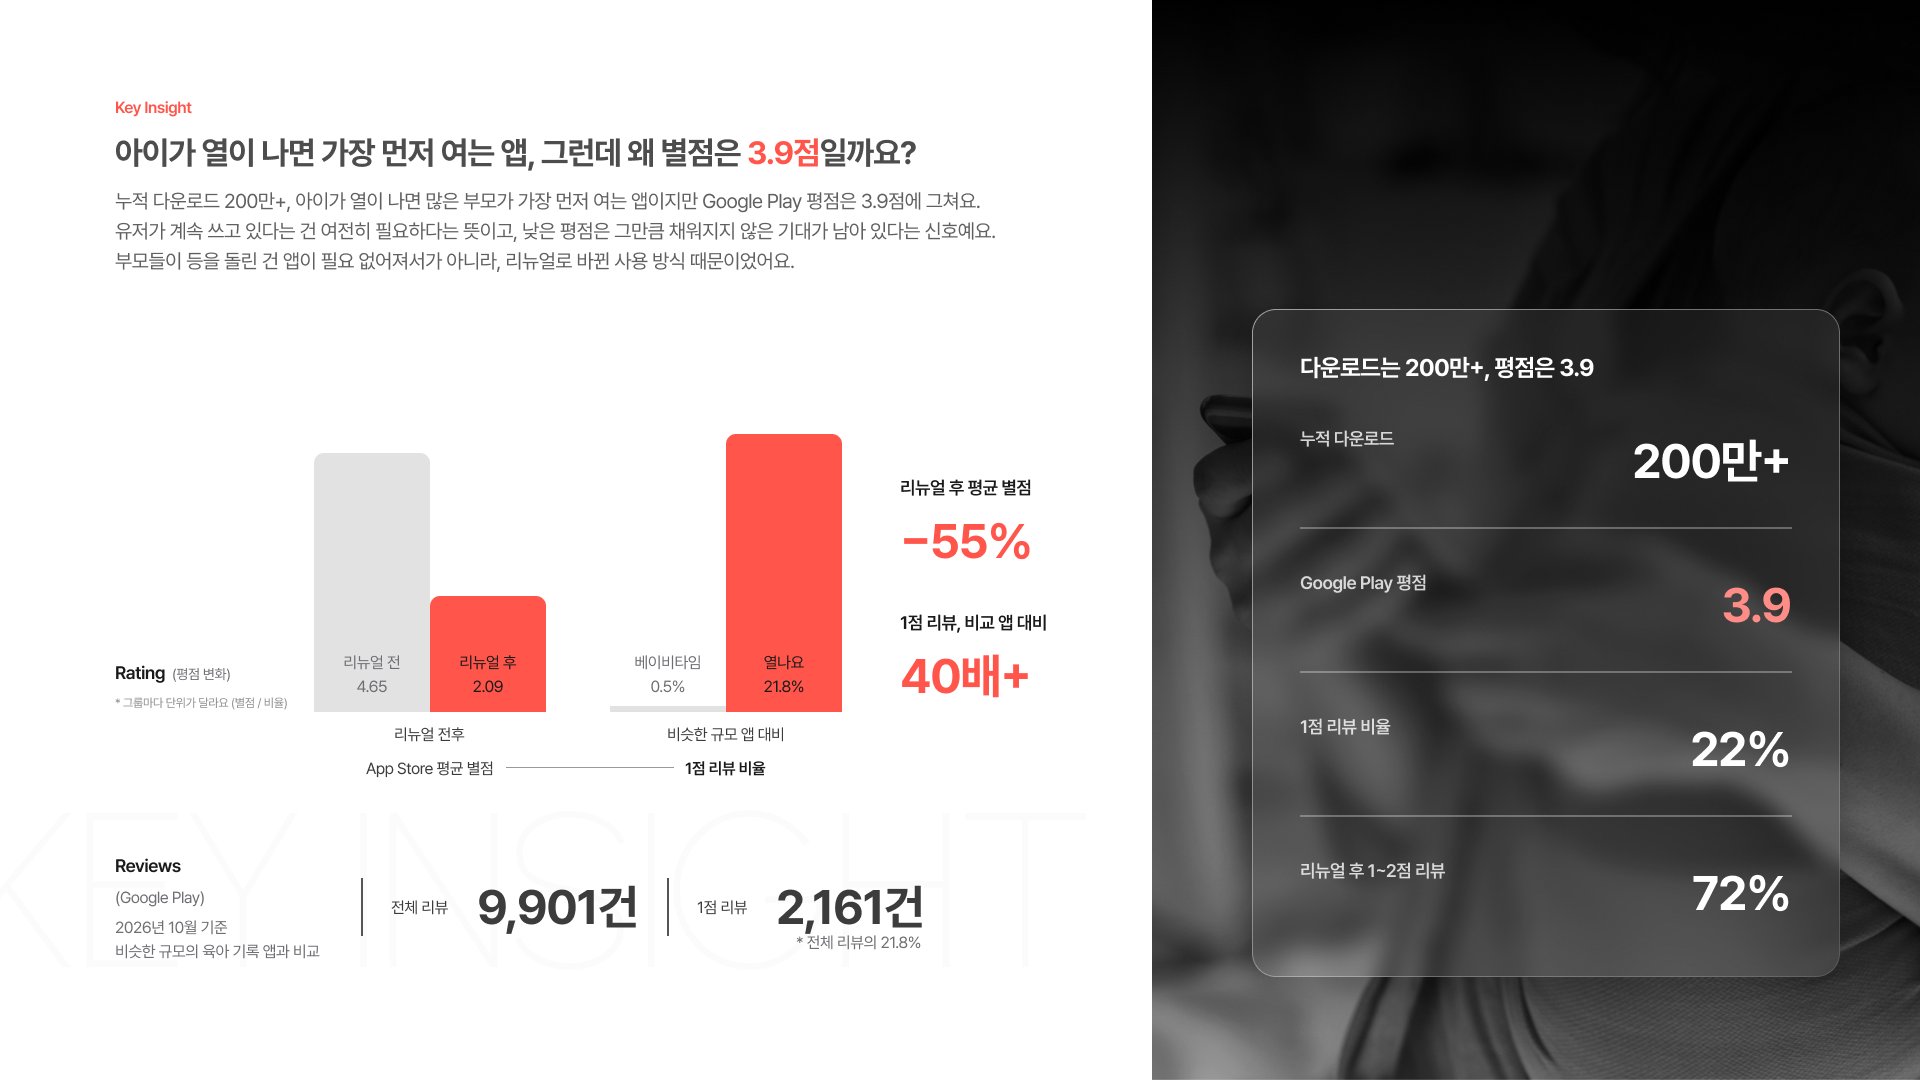 Key Insight
아이가 열이 나면 가장 먼저 여는 앱, 그런데 왜 별점은 3.9점일까요?
누적 다운로드 200만+, 아이가 열이 나면 많은 부모가 가장 먼저 여는 앱이지만 Google Play 평점은 3.9점에 그쳐요.
유저가 계속 쓰고 있다는 건 여전히 필요하다는 뜻이고, 낮은 평점은 그만큼 채워지지 않은 기대가 남아 있다는 신호예요.
부모들이 등을 돌린 건 앱이 필요 없어져서가 아니라, 리뉴얼로 바뀐 사용 방식 때문이었어요.
Rating (평점 변화)
* 그룹마다 단위가 달라요 (별점 / 비율)
리뉴얼 전
4.65
리뉴얼 후
2.09
리뉴얼 전후
베이비타임
0.5%
열나요
21.8%
비슷한 규모 앱 대비
App Store 평균 별점
1점 리뷰 비율
리뉴얼 후 평균 별점
−55%
1점 리뷰, 비교 앱 대비
40배+
KEY INSIGHT
Reviews
(Google Play)
2026년 10월 기준
비슷한 규모의 육아 기록 앱과 비교
전체 리뷰
9,901건
1점 리뷰
2,161건
* 전체 리뷰의 21.8%
다운로드는 200만+, 평점은 3.9
누적 다운로드
200만+
Google Play 평점
3.9
1점 리뷰 비율
22%
리뉴얼 후 1~2점 리뷰
72%